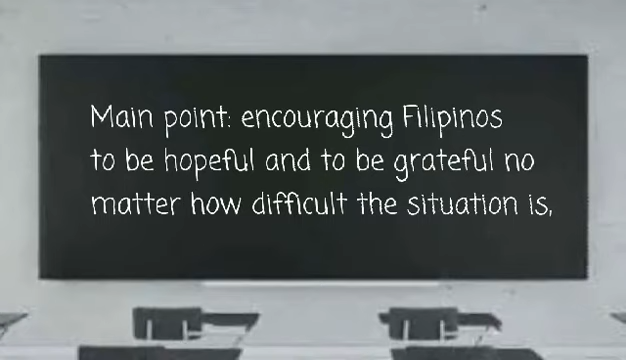 Main point: encouraging Filipinos
to be hopeful and to be grateful no
matter how difficult the situation is,